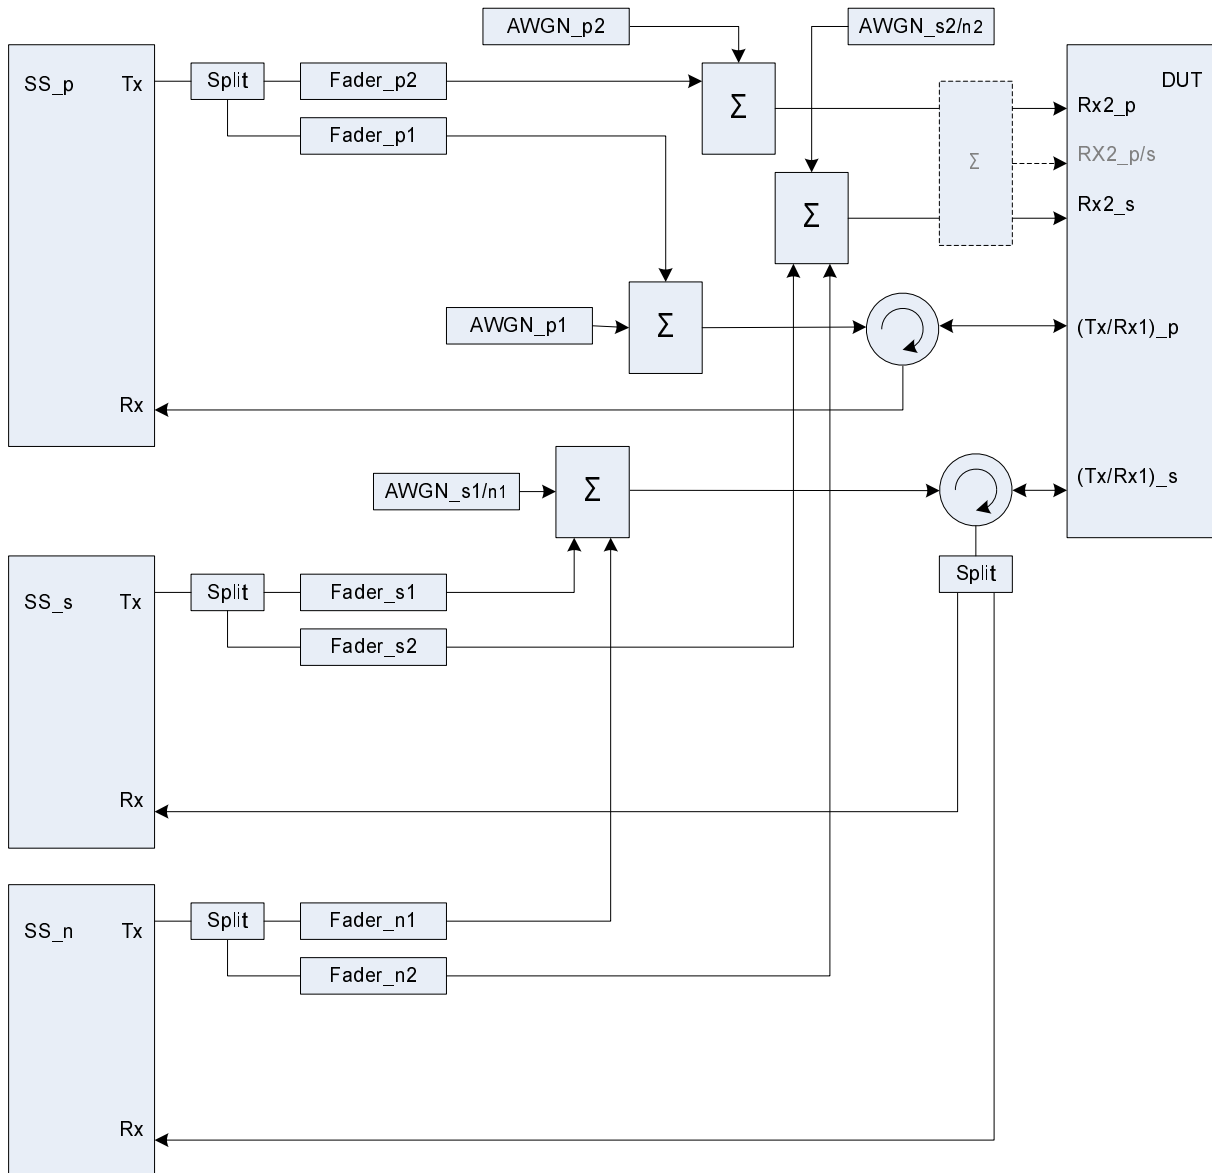 AWGN_p2
AWGN_s2/n2
SS_p
Tx
Split
Fader_p2
DUT
Σ
Rx2_p
Fader_p1
Σ
RX2_p/s
Σ
Rx2_s
AWGN_p1
Σ
(Tx/Rx1)_p
Rx
AWGN_s1/n1
Σ
(Tx/Rx1)_s
Split
SS_s
Tx
Split
Fader_s1
Fader_s2
Rx
SS_n
Tx
Split
Fader_n1
Fader_n2
Rx